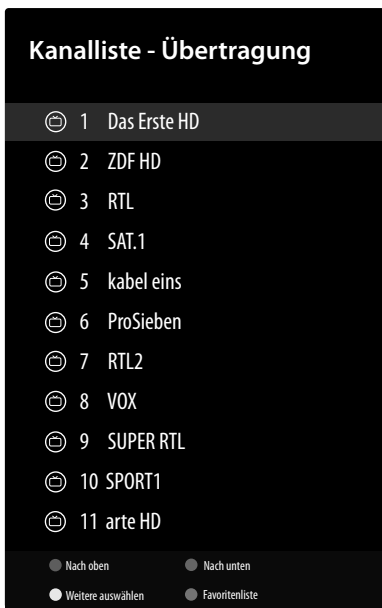 Kanalliste - Übertragung
1 Das Erste HD
2 ZDF HD
3 RTL
4 SAT.1
5 kabel eins
6 ProSieben
7 RTL2
8 VOX
9 SUPER RTL
10 SPORT1
11 arte HD
Nach oben Nach unten
Weitere auswählen Favoritenliste